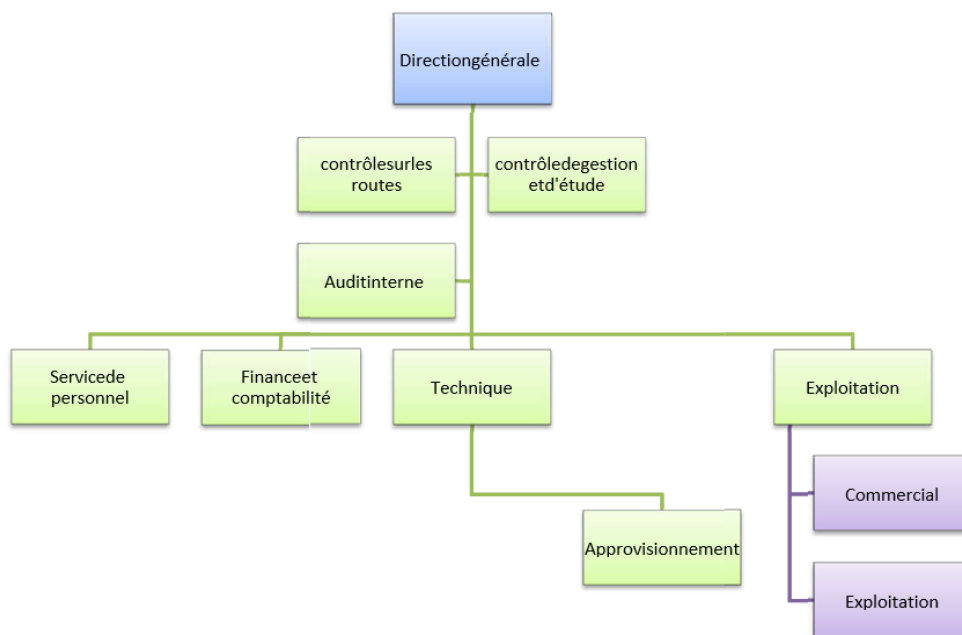 Directiongénérale
contrôlesurles
routes
contrôledegestion
etd'étude
Auditinterne
Servicede
personnel
Financeet
comptabilité
Technique
Exploitation
Commercial
Approvisionnement
Exploitation